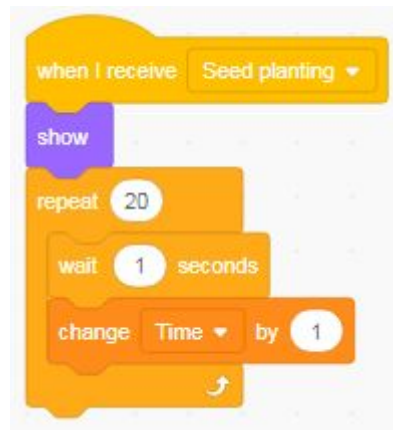 when I receive Seed planting
show
repeat 20
wait 1 seconds
change Time by 1